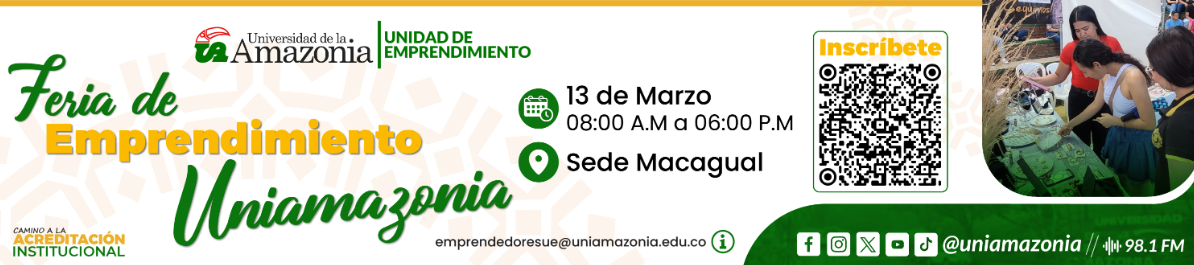 Universidad de la
Amazonia
UNIDAD DE
EMPRENDIMIENTO
Feria de
Emprendimiento
Uniamazonia
CAMINO A LA
ACREDITACIÓN
INSTITUCIONAL
13 de Marzo
08:00 A.M a 06:00 P.M
Sede Macagual
emprendedoresue@uniamazonia.edu.co
Inscríbete
@uniamazonia // 98.1 FM